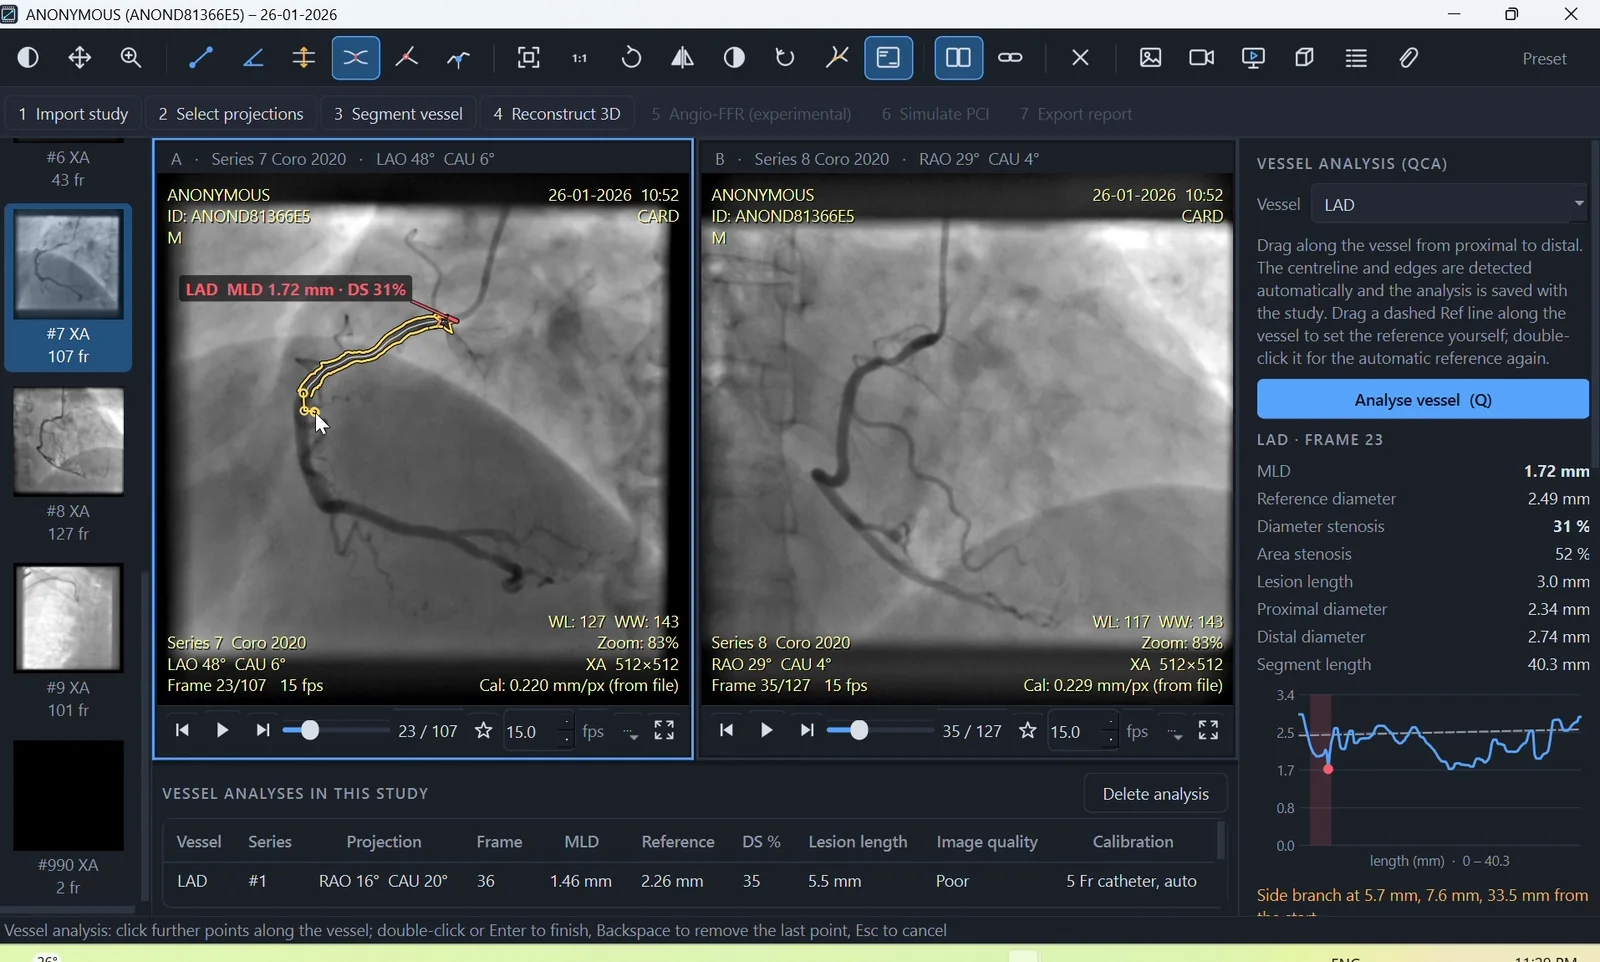 ANONYMOUS (ANOND81366E5) – 26-01-2026
1:1
Preset
1 Import study
2 Select projections
3 Segment vessel
4 Reconstruct 3D
5 Angio-FFR (experimental)
6 Simulate PCI
7 Export report
#6 XA
43 fr
#7 XA
107 fr
#8 XA
127 fr
#9 XA
101 fr
#990 XA
2 fr
A · Series 7 Coro 2020 · LAO 48° CAU 6°
ANONYMOUS
ID: ANOND81366E5
M
26-01-2026 10:52
CARD
LAD MLD 1.72 mm · DS 31%
WL: 127 WW: 143
Series 7 Coro 2020
Zoom: 83%
LAO 48° CAU 6°
XA 512×512
Frame 23/107 15 fps
Cal: 0.220 mm/px (from file)
23 / 107
15.0
fps
B · Series 8 Coro 2020 · RAO 29° CAU 4°
ANONYMOUS
ID: ANOND81366E5
M
26-01-2026 10:52
CARD
WL: 117 WW: 143
Series 8 Coro 2020
Zoom: 83%
RAO 29° CAU 4°
XA 512×512
Frame 35/127 15 fps
Cal: 0.229 mm/px (from file)
35 / 127
15.0
fps
VESSEL ANALYSIS (QCA)
Vessel LAD
Drag along the vessel from proximal to distal.
The centreline and edges are detected
automatically and the analysis is saved with
the study. Drag a dashed Ref line along the
vessel to set the reference yourself; double-
click it for the automatic reference again.
Analyse vessel (Q)
LAD · FRAME 23
MLD 1.72 mm
Reference diameter 2.49 mm
Diameter stenosis 31 %
Area stenosis 52 %
Lesion length 3.0 mm
Proximal diameter 2.34 mm
Distal diameter 2.74 mm
Segment length 40.3 mm
3.4
2.5
1.7
0.8
0.0
length (mm) · 0 – 40.3
Side branch at 5.7 mm, 7.6 mm, 33.5 mm from
VESSEL ANALYSES IN THIS STUDY
Delete analysis
Vessel Series Projection Frame MLD Reference DS % Lesion length Image quality Calibration
LAD #1 RAO 16° CAU 20° 36 1.46 mm 2.26 mm 35 5.5 mm Poor 5 Fr catheter, auto
Vessel analysis: click further points along the vessel; double-click or Enter to finish, Backspace to remove the last point, Esc to cancel